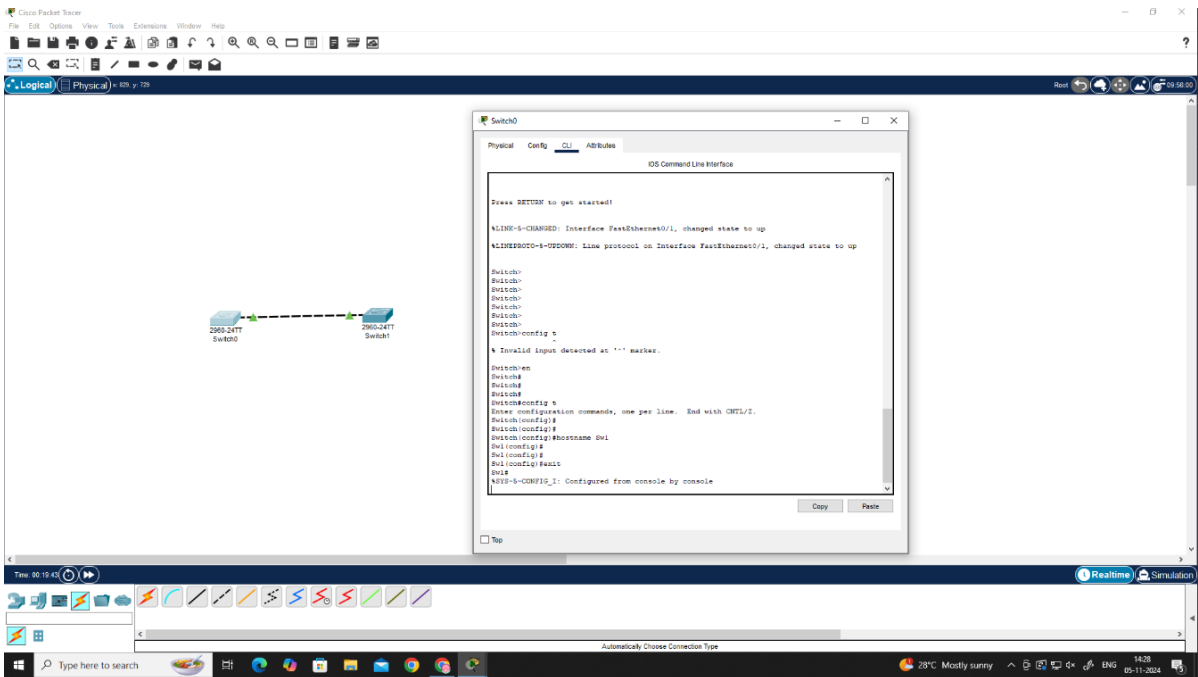 Cisco Packet Tracer
File Edit Options View Tools Extensions Window Help
?
Logical Physical x: 829, y: 729
Root 09:58:00
Switch0
Physical Config CLI Attributes
IOS Command Line Interface
Press RETURN to get started!
%LINK-5-CHANGED: Interface FastEthernet0/1, changed state to up
%LINEPROTO-5-UPDOWN: Line protocol on Interface FastEthernet0/1, changed state to up
Switch>
Switch>
Switch>
Switch>
Switch>
Switch>
Switch>
Switch>config t
^
% Invalid input detected at '^' marker.
Switch>en
Switch#
Switch#
Switch#
Switch#config t
Enter configuration commands, one per line. End with CNTL/Z.
Switch(config)#
Switch(config)#
Switch(config)#hostname Sw1
Sw1(config)#
Sw1(config)#
Sw1(config)#exit
Sw1#
%SYS-5-CONFIG_I: Configured from console by console
Copy Paste
Top
2960-24TT
Switch0
2960-24TT
Switch1
Time: 00:19:43
Realtime Simulation
Automatically Choose Connection Type
Type here to search
28°C Mostly sunny
ENG
14:28
05-11-2024